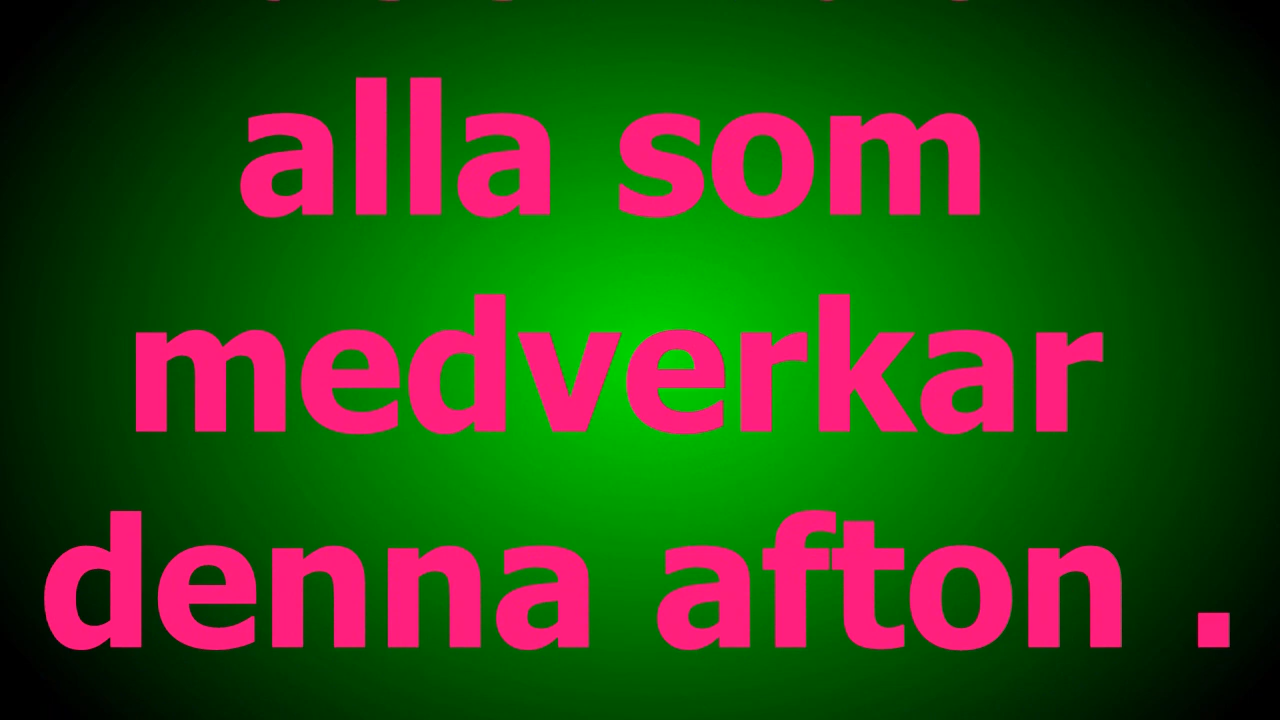 alla som
medverkar
denna afton .